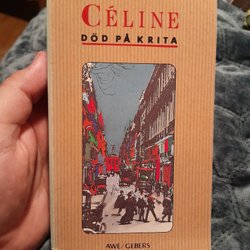 CÉLINE
DÖD PÅ KRITA
AWE/GEBERS